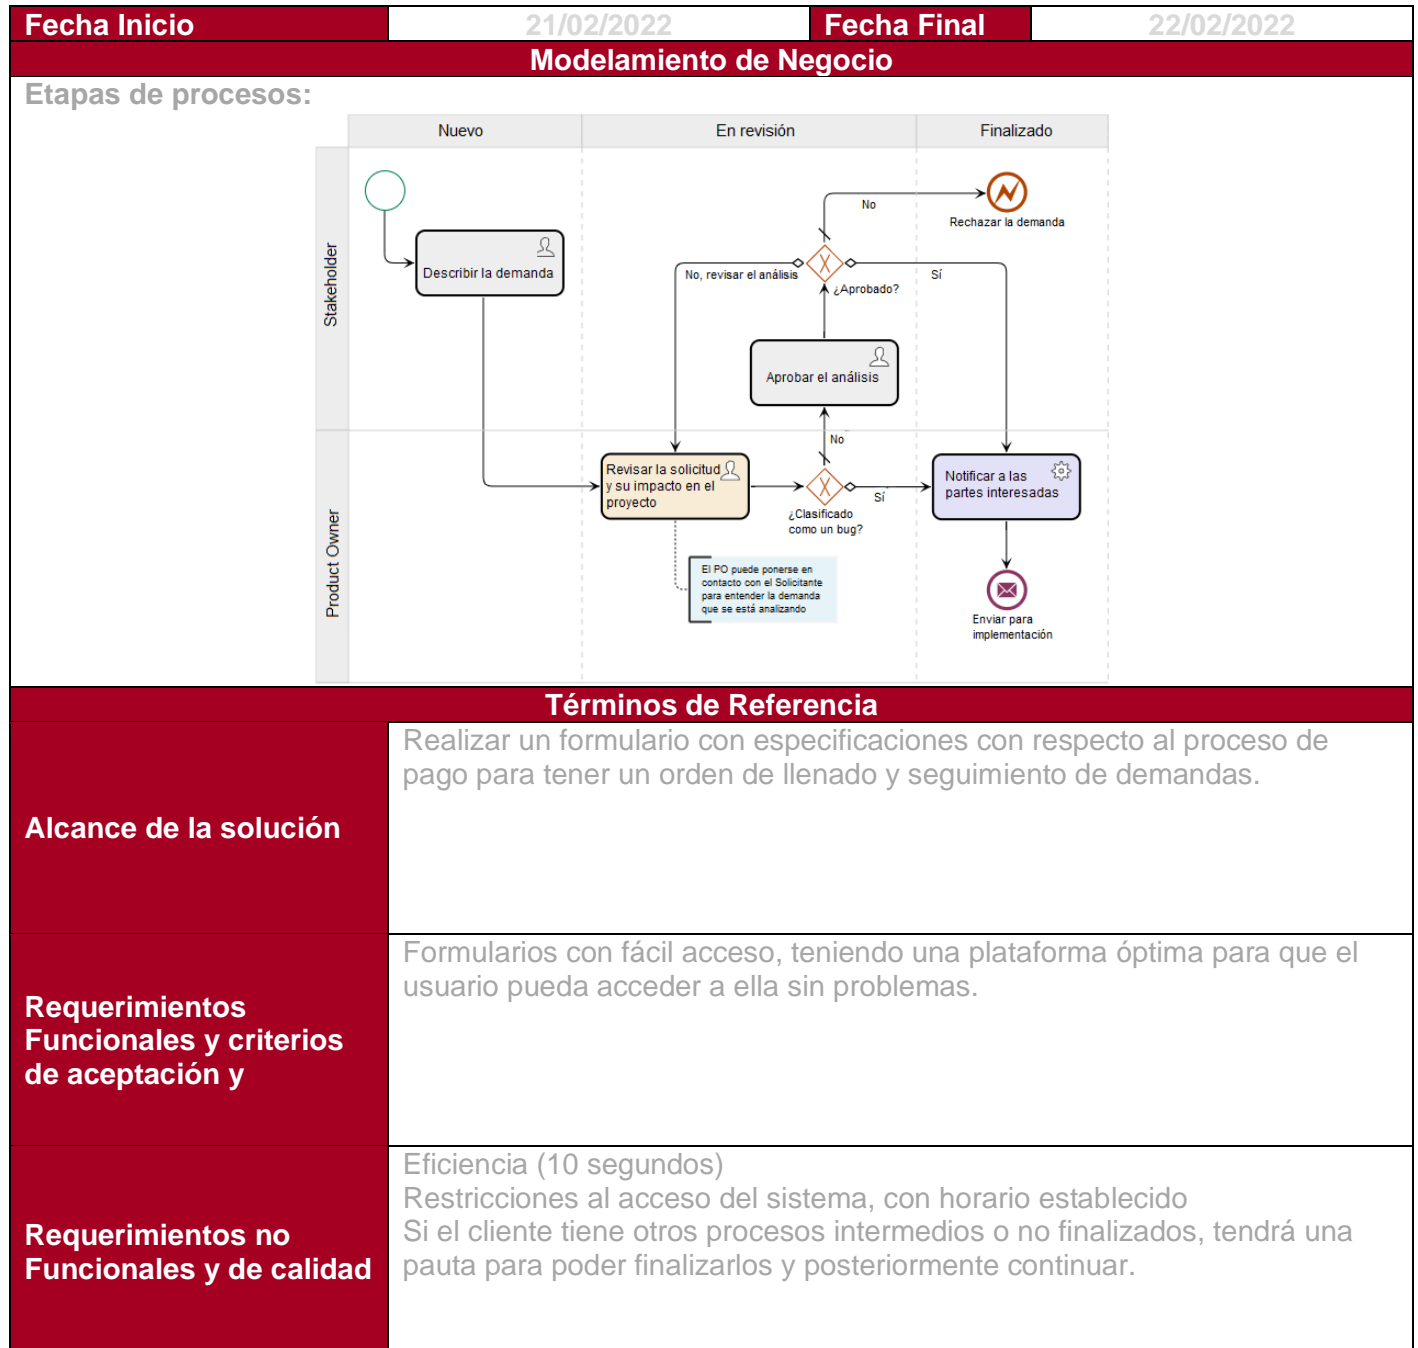 Fecha Inicio 21/02/2022 Fecha Final 22/02/2022
Modelamiento de Negocio
Etapas de procesos:
Nuevo En revisión Finalizado
Stakeholder
Describir la demanda
No
Rechazar la demanda
No, revisar el análisis
¿Aprobado?
Sí
Aprobar el análisis
No
Product Owner
Revisar la solicitud
y su impacto en el
proyecto
¿Clasificado
como un bug?
Sí
Notificar a las
partes interesadas
El PO puede ponerse en
contacto con el Solicitante
para entender la demanda
que se está analizando
Enviar para
implementación
Términos de Referencia
Alcance de la solución
Realizar un formulario con especificaciones con respecto al proceso de
pago para tener un orden de llenado y seguimiento de demandas.
Requerimientos
Funcionales y criterios
de aceptación y
Formularios con fácil acceso, teniendo una plataforma óptima para que el
usuario pueda acceder a ella sin problemas.
Requerimientos no
Funcionales y de calidad
Eficiencia (10 segundos)
Restricciones al acceso del sistema, con horario establecido
Si el cliente tiene otros procesos intermedios o no finalizados, tendrá una
pauta para poder finalizarlos y posteriormente continuar.